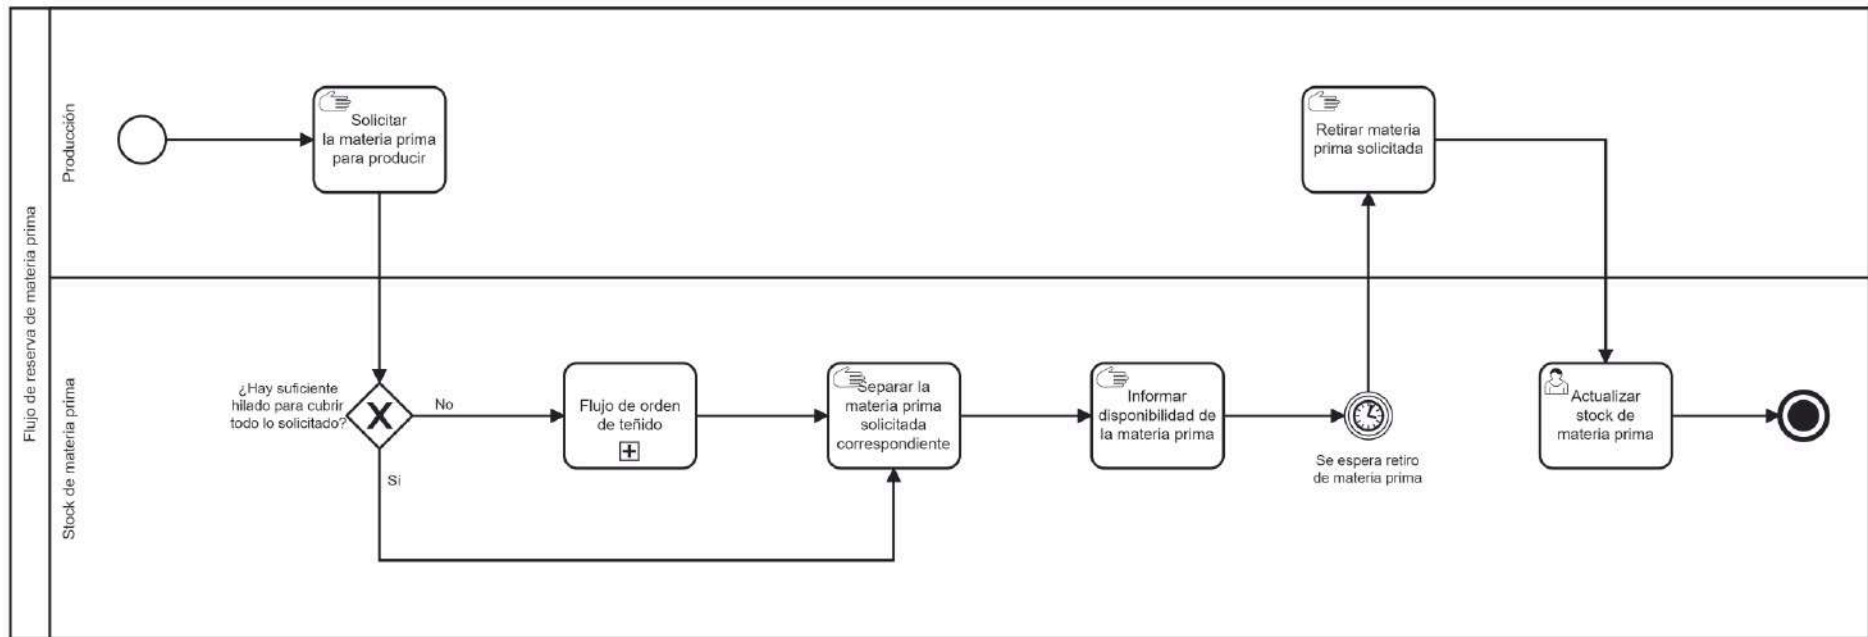 Flujo de reserva de materia prima
Producción
Solicitar
la materia prima
para producir
Retirar materia
prima solicitada
Stock de materia prima
¿Hay suficiente
hilado para cubrir
todo lo solicitado?
No
Si
Flujo de orden
de teñido
Separar la
materia prima
solicitada
correspondiente
Informar
disponibilidad de
la materia prima
Se espera retiro
de materia prima
Actualizar
stock de
materia prima